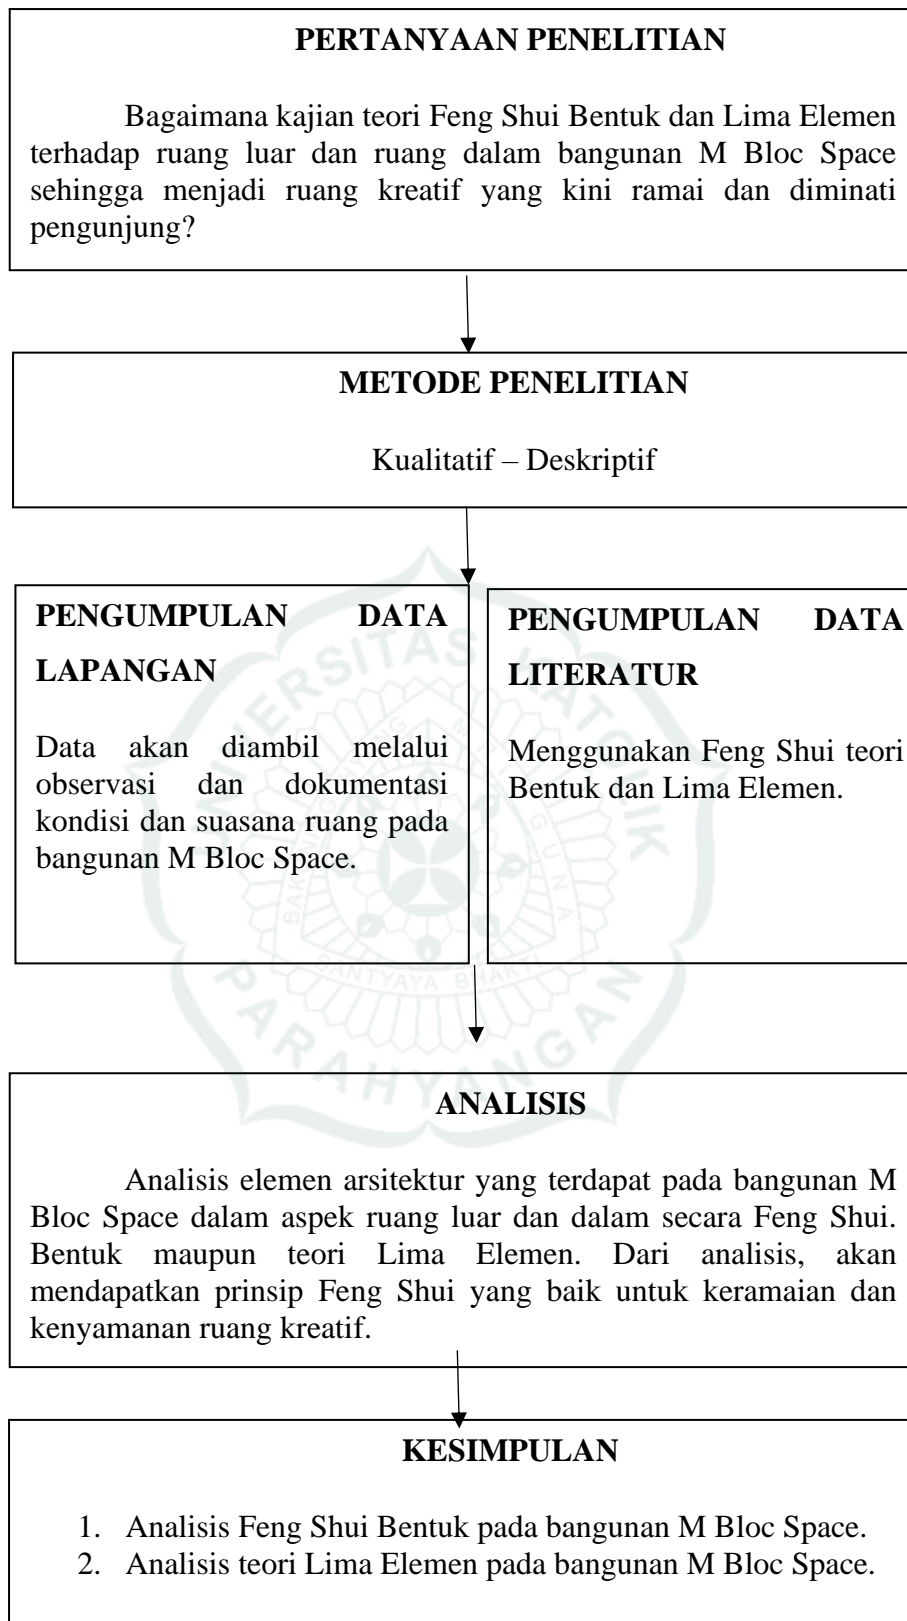 PERTANYAAN PENELITIAN
Bagaimana kajian teori Feng Shui Bentuk dan Lima Elemen
terhadap ruang luar dan ruang dalam bangunan M Bloc Space
sehingga menjadi ruang kreatif yang kini ramai dan diminati
pengunjung?
METODE PENELITIAN
Kualitatif – Deskriptif
PENGUMPULAN DATA
LAPANGAN
Data akan diambil melalui
observasi dan dokumentasi
kondisi dan suasana ruang pada
bangunan M Bloc Space.
PENGUMPULAN DATA
LITERATUR
Menggunakan Feng Shui teori
Bentuk dan Lima Elemen.
UNIVERSITAS KATOLIK
PARAHYANGAN
SANTYAYA BHAKTI
ANALISIS
Analisis elemen arsitektur yang terdapat pada bangunan M
Bloc Space dalam aspek ruang luar dan dalam secara Feng Shui.
Bentuk maupun teori Lima Elemen. Dari analisis, akan
mendapatkan prinsip Feng Shui yang baik untuk keramaian dan
kenyamanan ruang kreatif.
KESIMPULAN
1. Analisis Feng Shui Bentuk pada bangunan M Bloc Space.
2. Analisis teori Lima Elemen pada bangunan M Bloc Space.